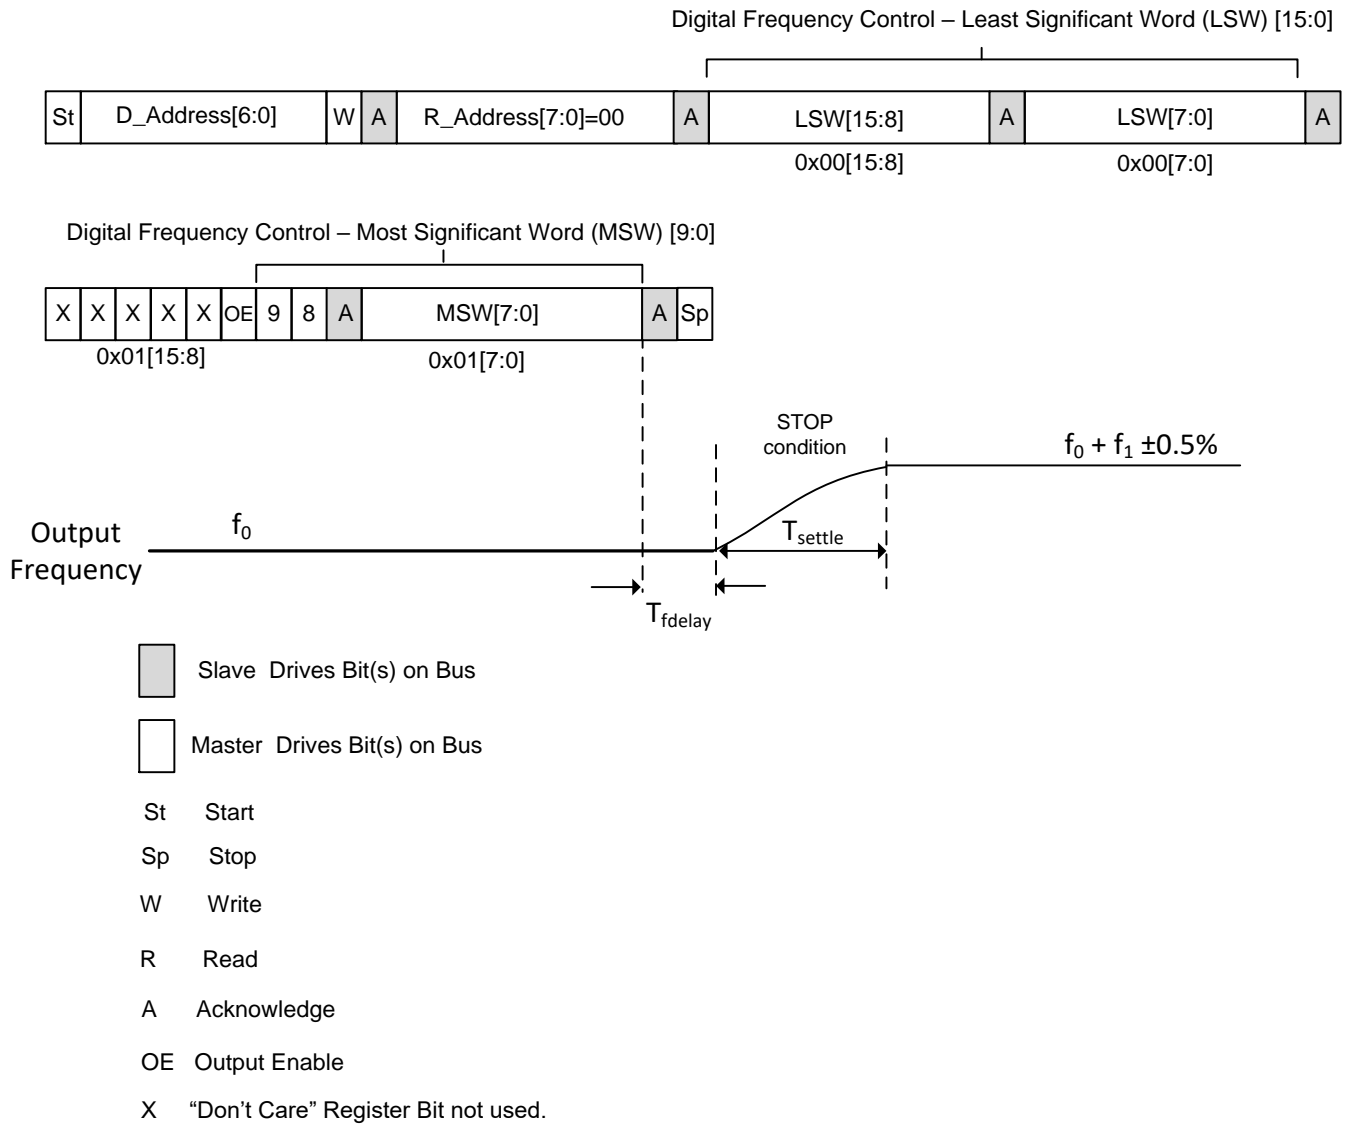 Digital Frequency Control – Least Significant Word (LSW) [15:0]
St D_Address[6:0] W A R_Address[7:0]=00 A LSW[15:8] A LSW[7:0] A
0x00[15:8] 0x00[7:0]
Digital Frequency Control – Most Significant Word (MSW) [9:0]
X X X X X OE 9 8 A MSW[7:0] A Sp
0x01[15:8] 0x01[7:0]
STOP
condition
f₀ + f₁ ±0.5%
f₀
Output
Frequency
Tsettle
Tfdelay
Slave Drives Bit(s) on Bus
Master Drives Bit(s) on Bus
St Start
Sp Stop
W Write
R Read
A Acknowledge
OE Output Enable
X “Don’t Care” Register Bit not used.